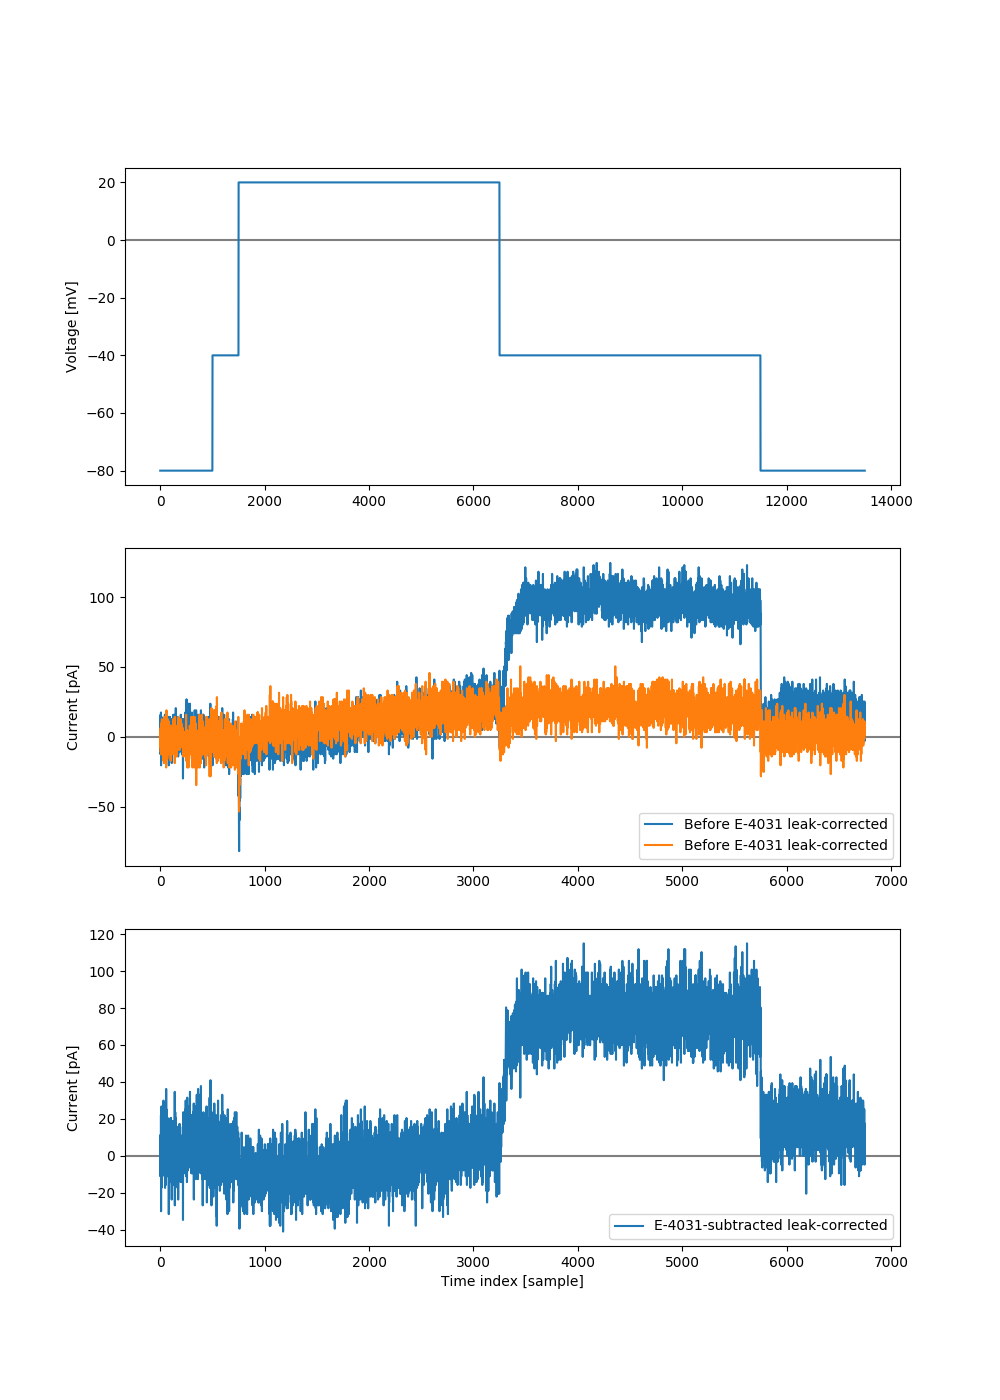 20
0
−20
−40
−60
−80
Voltage [mV]
0 2000 4000 6000 8000 10000 12000 14000
100
50
0
−50
Current [pA]
Before E-4031 leak-corrected
Before E-4031 leak-corrected
0 1000 2000 3000 4000 5000 6000 7000
120
100
80
60
40
20
0
−20
−40
Current [pA]
E-4031-subtracted leak-corrected
0 1000 2000 3000 4000 5000 6000 7000
Time index [sample]